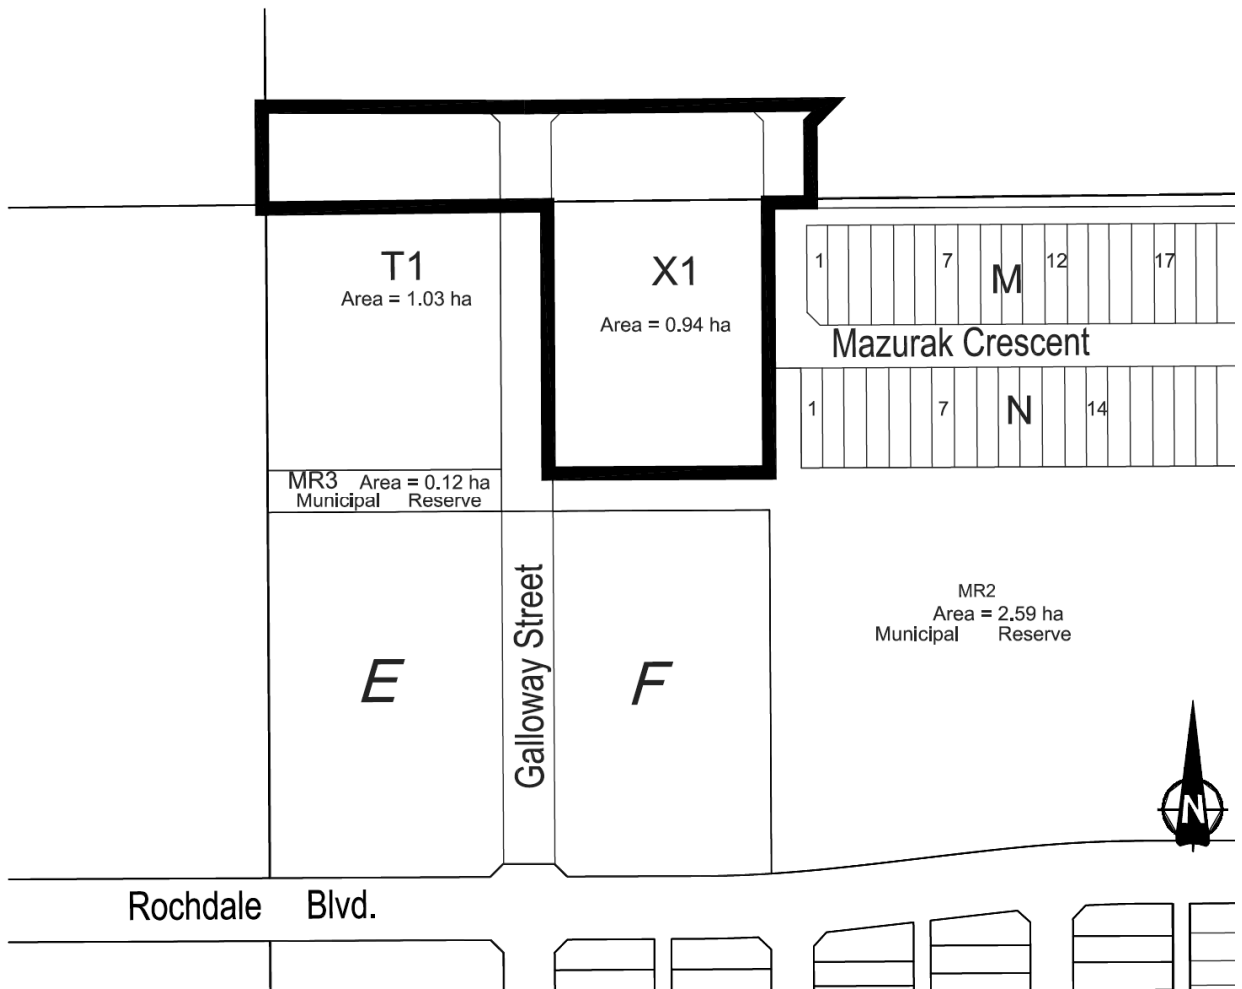 T1
Area = 1.03 ha
X1
Area = 0.94 ha
1 7 M 12 17
Mazurak Crescent
1 7 N 14
MR3 Area = 0.12 ha
Municipal Reserve
E
Galloway Street
F
MR2
Area = 2.59 ha
Municipal Reserve
N
Rochdale Blvd.